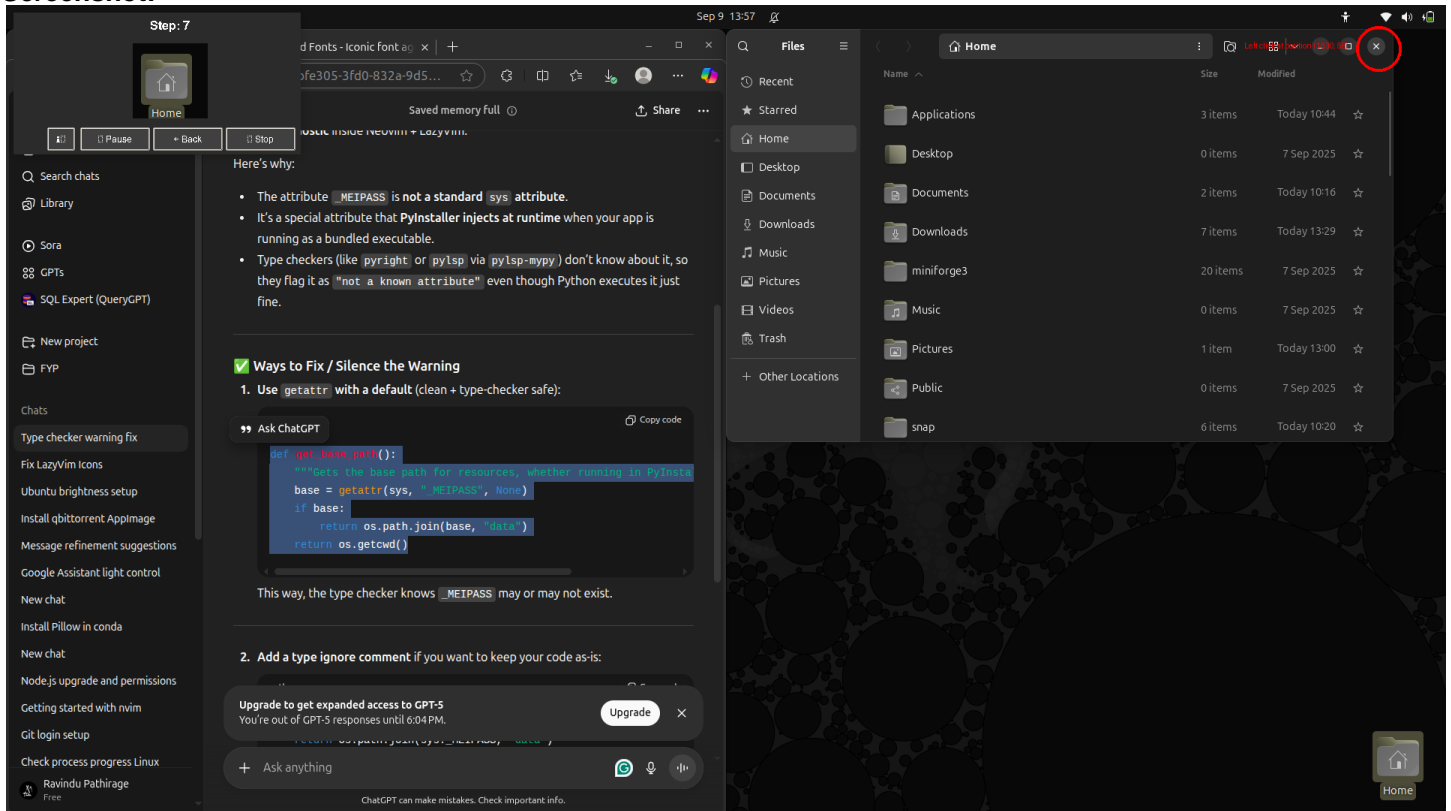 Sep 9 13:57
Step: 7
Home
Pause
← Back
Stop
d Fonts - Iconic font ag
ofe305-3fd0-832a-9d5...
Saved memory full
Share
inside Neovim + LazyVim.
Search chats
Library
Sora
GPTs
SQL Expert (QueryGPT)
New project
FYP
Chats
Type checker warning fix
Fix LazyVim Icons
Ubuntu brightness setup
Install qbittorrent AppImage
Message refinement suggestions
Google Assistant light control
New chat
Install Pillow in conda
New chat
Node.js upgrade and permissions
Getting started with nvim
Git login setup
Check process progress Linux
Ravindu Pathirage
Free
Here's why:
• The attribute _MEIPASS is not a standard sys attribute.
• It's a special attribute that PyInstaller injects at runtime when your app is
running as a bundled executable.
• Type checkers (like pyright or pylsp via pylsp-mypy) don't know about it, so
they flag it as "not a known attribute" even though Python executes it just
fine.
✅ Ways to Fix / Silence the Warning
1. Use getattr with a default (clean + type-checker safe):
Ask ChatGPT
Copy code
def get_base_path():
"""Gets the base path for resources, whether running in PyInsta
base = getattr(sys, "_MEIPASS", None)
if base:
return os.path.join(base, "data")
return os.getcwd()
This way, the type checker knows _MEIPASS may or may not exist.
2. Add a type ignore comment if you want to keep your code as-is:
Upgrade to get expanded access to GPT-5
You're out of GPT-5 responses until 6:04 PM.
Upgrade
return os.path.join(sys._MEIPASS, "data")
Ask anything
ChatGPT can make mistakes. Check important info.
Files
Home
Recent
Starred
Home
Desktop
Documents
Downloads
Music
Pictures
Videos
Trash
+ Other Locations
Name Size Modified
Applications 3 items Today 10:44
Desktop 0 items 7 Sep 2025
Documents 2 items Today 10:16
Downloads 7 items Today 13:29
miniforge3 20 items 7 Sep 2025
Music 0 items 7 Sep 2025
Pictures 1 item Today 13:00
Public 0 items 7 Sep 2025
snap 6 items Today 10:20
Home